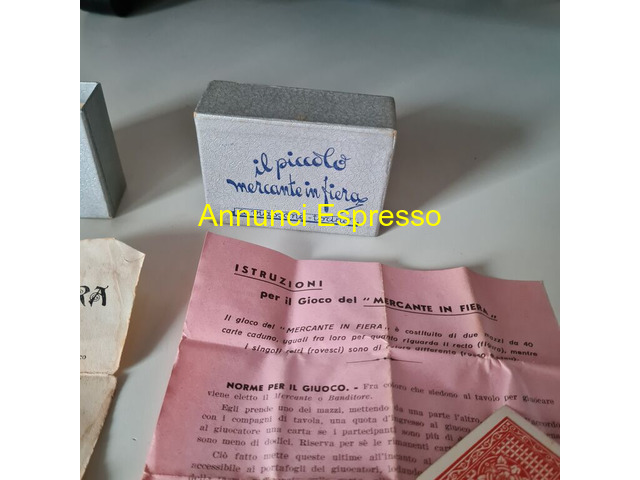 il piccolo
mercante in fiera
Annunci Espresso
RA
ISTRUZIONI
per il Gioco del "MERCANTE IN FIERA"
Il gioco del "MERCANTE IN FIERA" è costituito di due mazzi da 40
carte caduno, uguali fra loro per quanto riguarda il recto (figura), mentre
i singoli retri (rovesci) sono di colore differente (rosso
NORME PER IL GIUOCO. - Fra coloro che siedono al tavolo per giuocare
viene eletto il Mercante o Banditore.
Egli prende uno dei mazzi, mettendo da una parte l'altro.
con i compagni di tavola, una quota d'ingresso al giuoco
al giuocatore una carta se i partecipanti sono più di
sono meno di dodici. Riserva per sè le rimanenti
Ciò fatto mette queste ultime all'incanto
accessibile ai portafogli dei giuocatori,